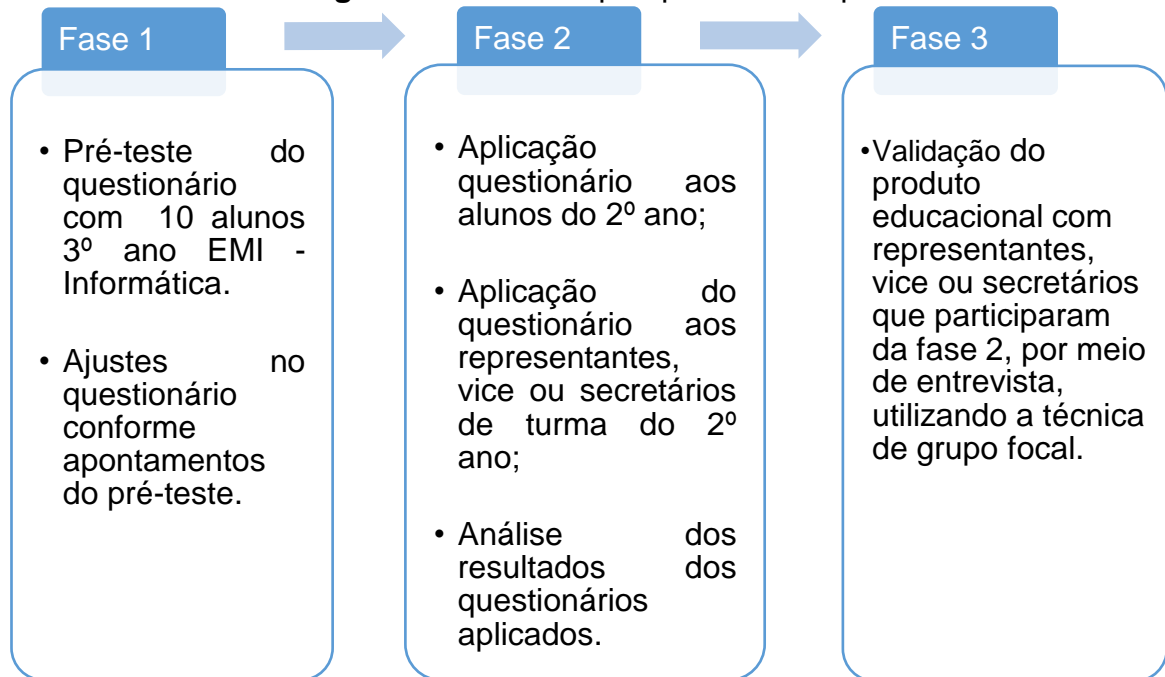 Fase 1
• Pré-teste do
questionário
com 10 alunos
3º ano EMI -
Informática.
• Ajustes no
questionário
conforme
apontamentos
do pré-teste.
Fase 2
• Aplicação
questionário aos
alunos do 2º ano;
• Aplicação do
questionário aos
representantes,
vice ou secretários
de turma do 2º
ano;
• Análise dos
resultados dos
questionários
aplicados.
Fase 3
•Validação do
produto
educacional com
representantes,
vice ou secretários
que participaram
da fase 2, por meio
de entrevista,
utilizando a técnica
de grupo focal.